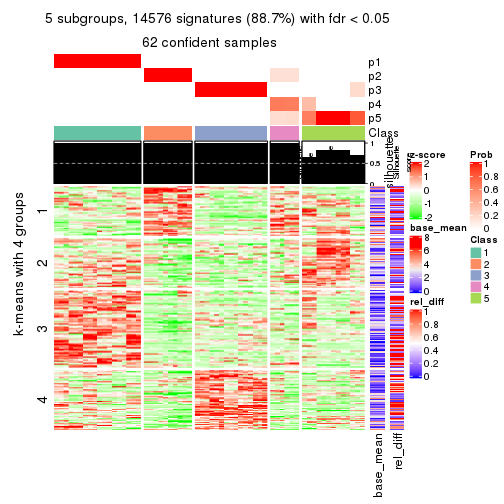 5 subgroups, 14576 signatures (88.7%) with fdr < 0.05
62 confident samples
p1
p2
p3
p4
p5
Class
1
0.5
0
silhouette
Silhouette
score
k-means with 4 groups
1
2
3
4
base_mean
rel_diff
z-score
2
1
0
-1
-2
base_mean
8
6
4
2
0
rel_diff
1
0.8
0.6
0.4
0.2
0
Prob
1
0.8
0.6
0.4
0.2
0
Class
1
2
3
4
5